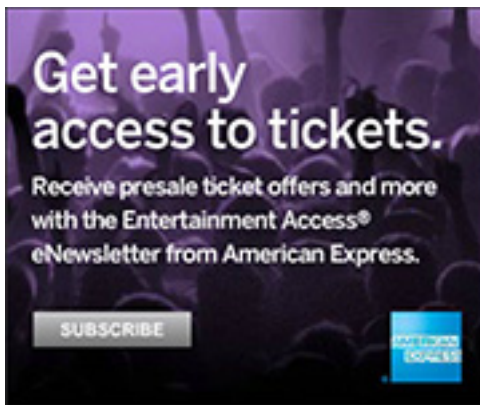 Get early
access to tickets.
Receive presale ticket offers and more
with the Entertainment Access®
eNewsletter from American Express.
SUBSCRIBE
AMERICAN
EXPRESS